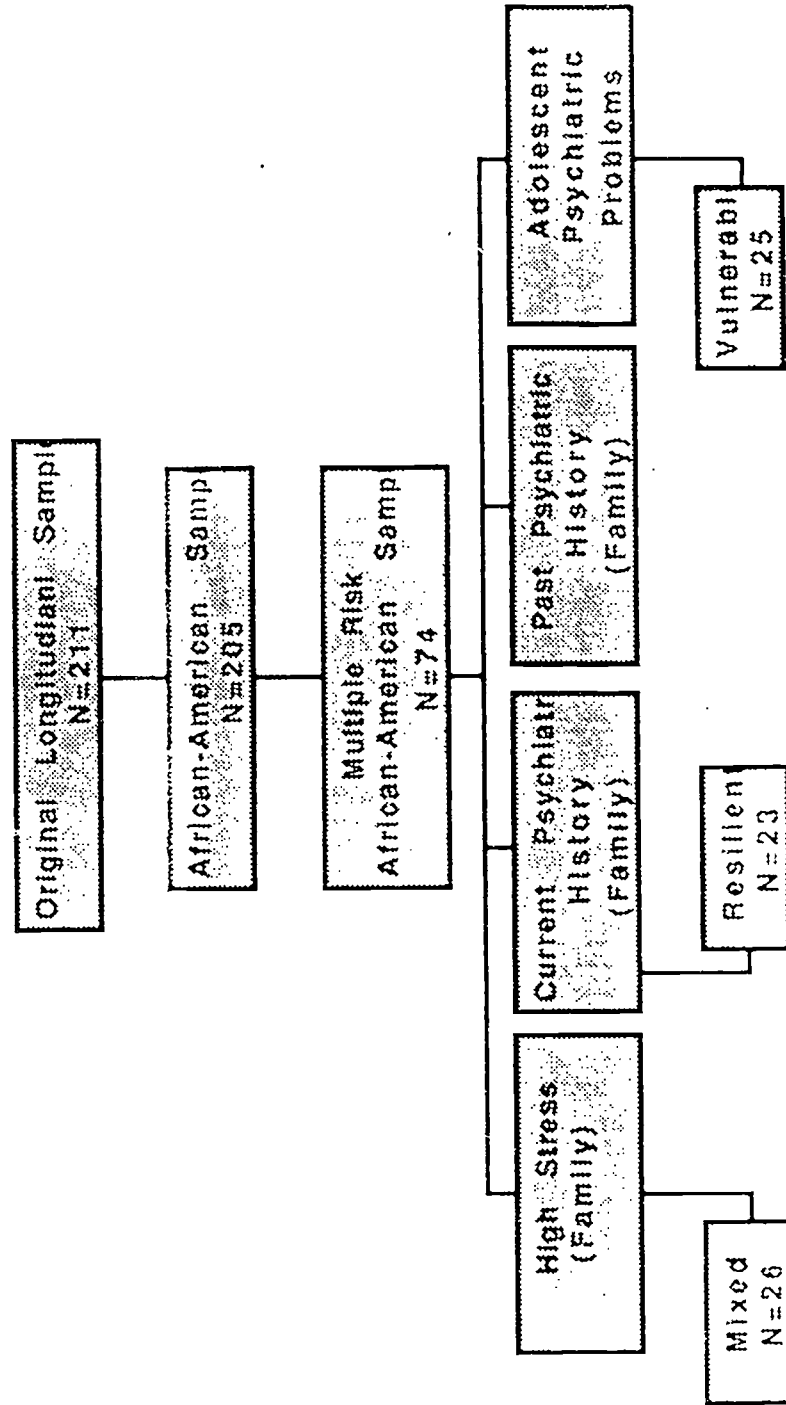 Original Longitudianl Sampl
N=211
African-American Samp
N=205
Multiple Risk
African-American Samp
N=74
High Stress
(Family)
Current Psychiatr
History
(Family)
Past Psychiatric
History
(Family)
Adolescent
Psychiatric
Problems
Mixed
N=26
Resilien
N=23
Vulnerabl
N=25